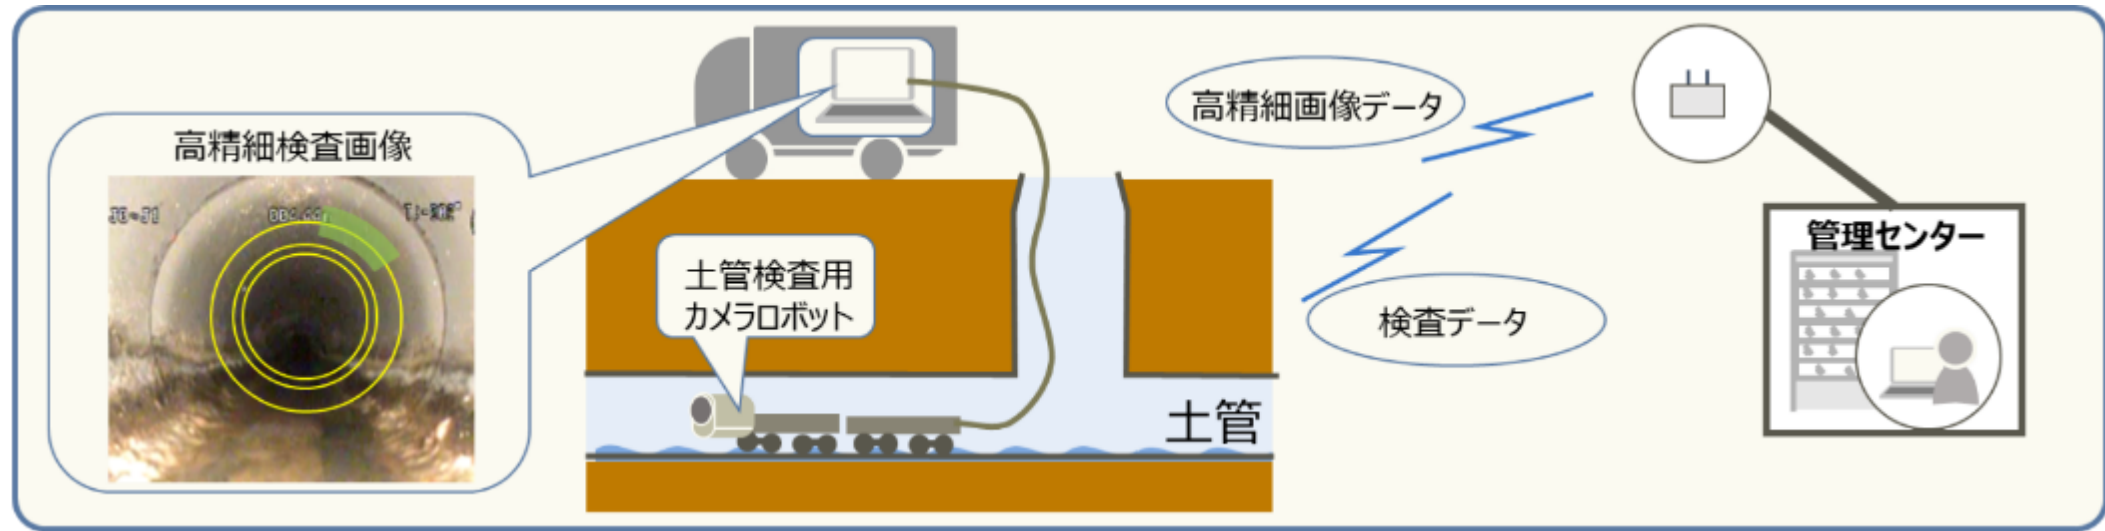 高精細検査画像
土管検査用
カメラロボット
土管
高精細画像データ
検査データ
管理センター